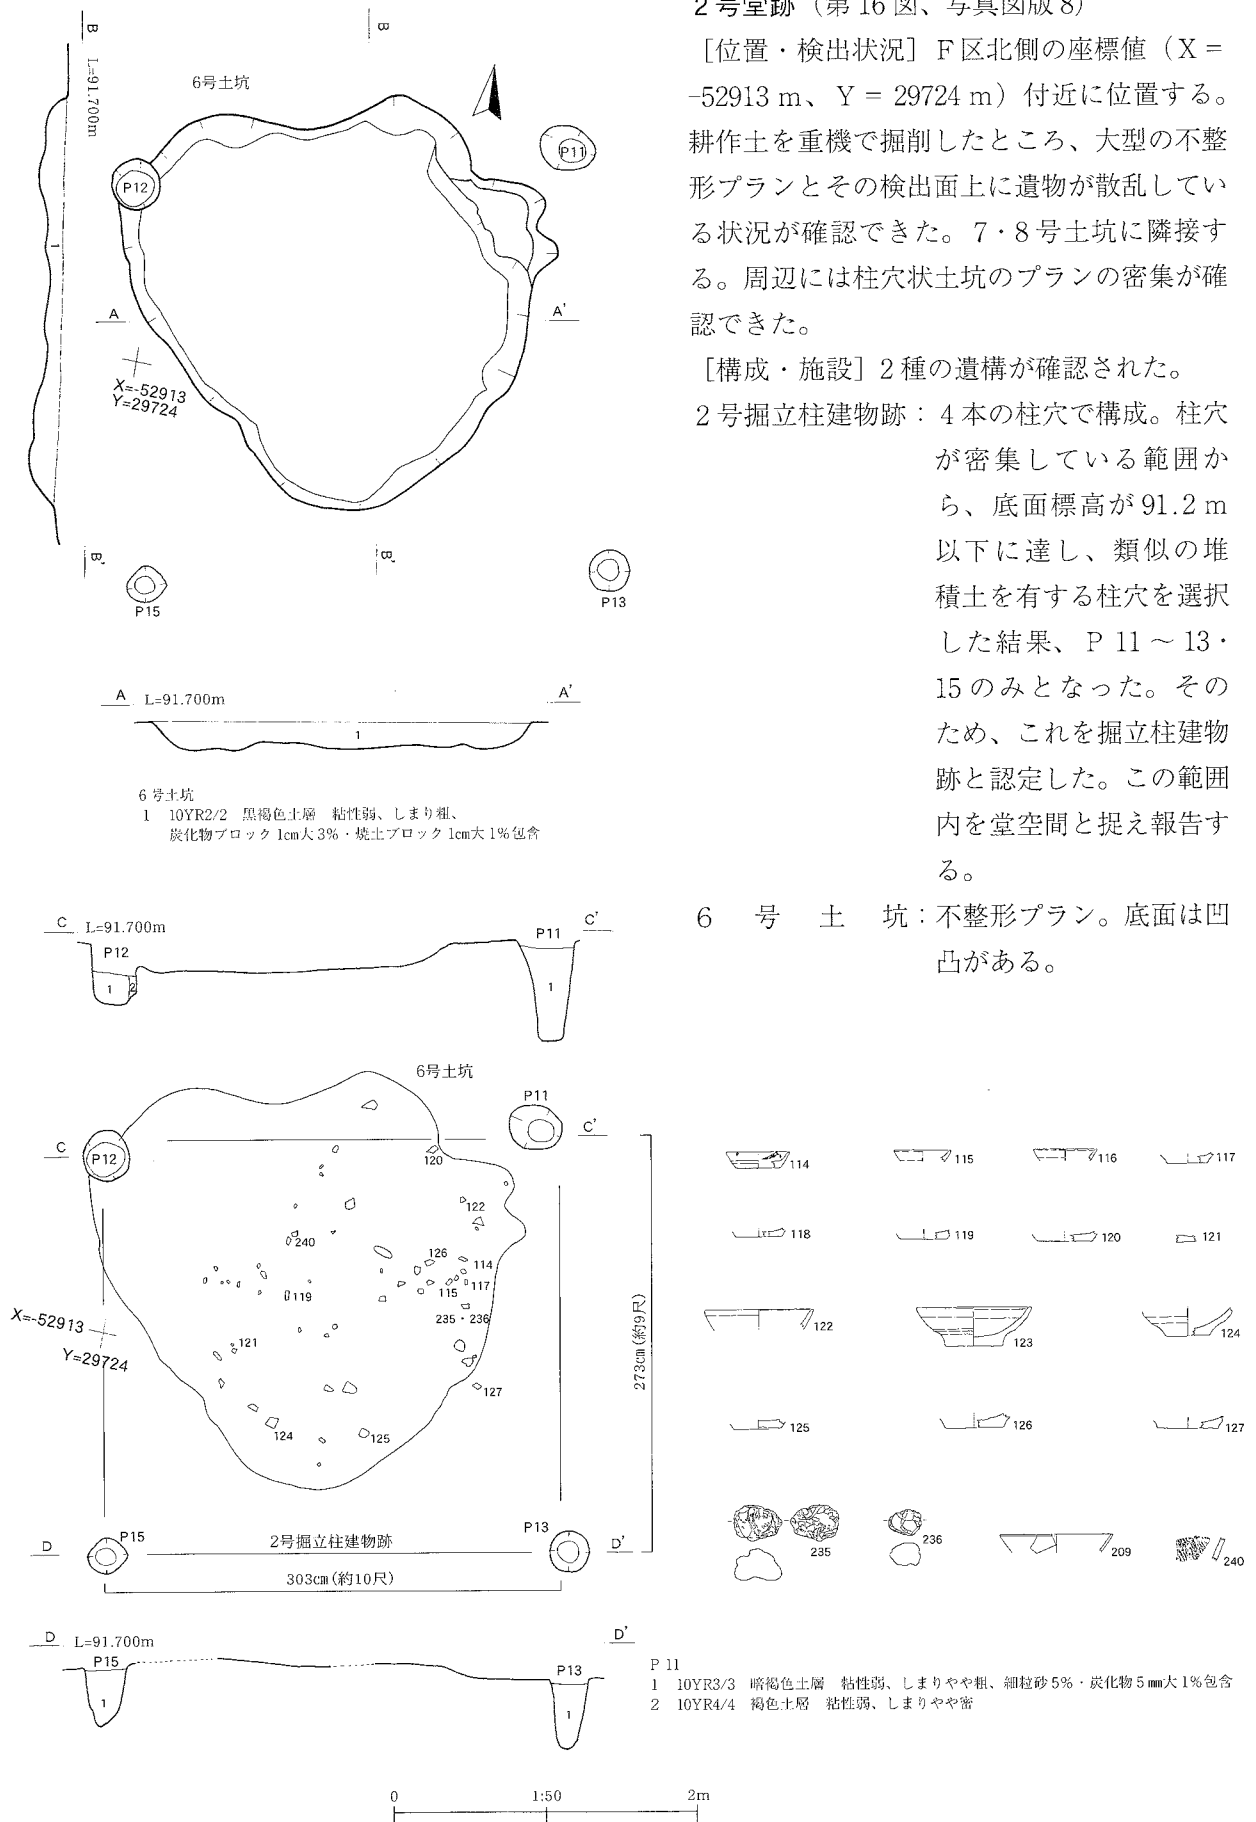 2号堂跡（第16図、写真図版8）
［位置・検出状況］F区北側の座標値（X＝
-52913 m、Y＝29724 m）付近に位置する。
耕作土を重機で掘削したところ、大型の不整
形プランとその検出面上に遺物が散乱してい
る状況が確認できた。7・8号土坑に隣接す
る。周辺には柱穴状土坑のプランの密集が確
認できた。
［構成・施設］2種の遺構が確認された。
2号掘立柱建物跡：4本の柱穴で構成。柱穴
が密集している範囲か
ら、底面標高が91.2 m
以下に達し、類似の堆
積土を有する柱穴を選択
した結果、P 11～13・
15のみとなった。その
ため、これを掘立柱建物
跡と認定した。この範囲
内を堂空間と捉え報告す
る。
6号土坑：不整形プラン。底面は凹
凸がある。
B
B
L=91.700m
6号土坑
P11
P12
1
A
A'
X=-52913
Y=29724
B'
B'
P15
P13
A L=91.700m A'
1
6号土坑
1 10YR2/2 黒褐色土層 粘性弱、しまり粗、
炭化物ブロック1cm大3%・焼土ブロック1cm大1%包含
C L=91.700m C'
P12
P11
1
2
1
6号土坑
P11
C
C'
P12
120
122
240
126
114
115
117
119
235・236
121
X=-52913
Y=29724
127
124
125
273cm(約9尺)
D
P15
2号掘立柱建物跡
P13
D'
303cm(約10尺)
D L=91.700m D'
P15
P13
1
1
114
115
116
117
118
119
120
121
122
123
124
125
126
127
235
236
209
240
P 11
1 10YR3/3 暗褐色土層 粘性弱、しまりやや粗、細粒砂5%・炭化物5㎜大1%包含
2 10YR4/4 褐色土層 粘性弱、しまりやや密
0 1:50 2m